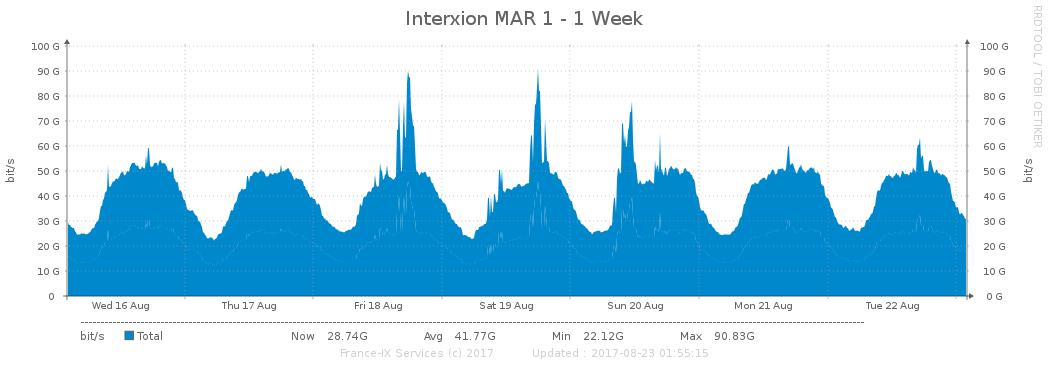 Interxion MAR 1 - 1 Week
RRDTOOL / TOBI OETIKER
100 G 100 G
90 G 90 G
80 G 80 G
70 G 70 G
60 G 60 G
50 G 50 G
40 G 40 G
30 G 30 G
20 G 20 G
10 G 10 G
0 0 G
bit/s
bit/s
Wed 16 Aug Thu 17 Aug Fri 18 Aug Sat 19 Aug Sun 20 Aug Mon 21 Aug Tue 22 Aug
bit/s Total Now 28.74G Avg 41.77G Min 22.12G Max 90.83G
France-IX Services (c) 2017 Updated : 2017-08-23 01:55:15